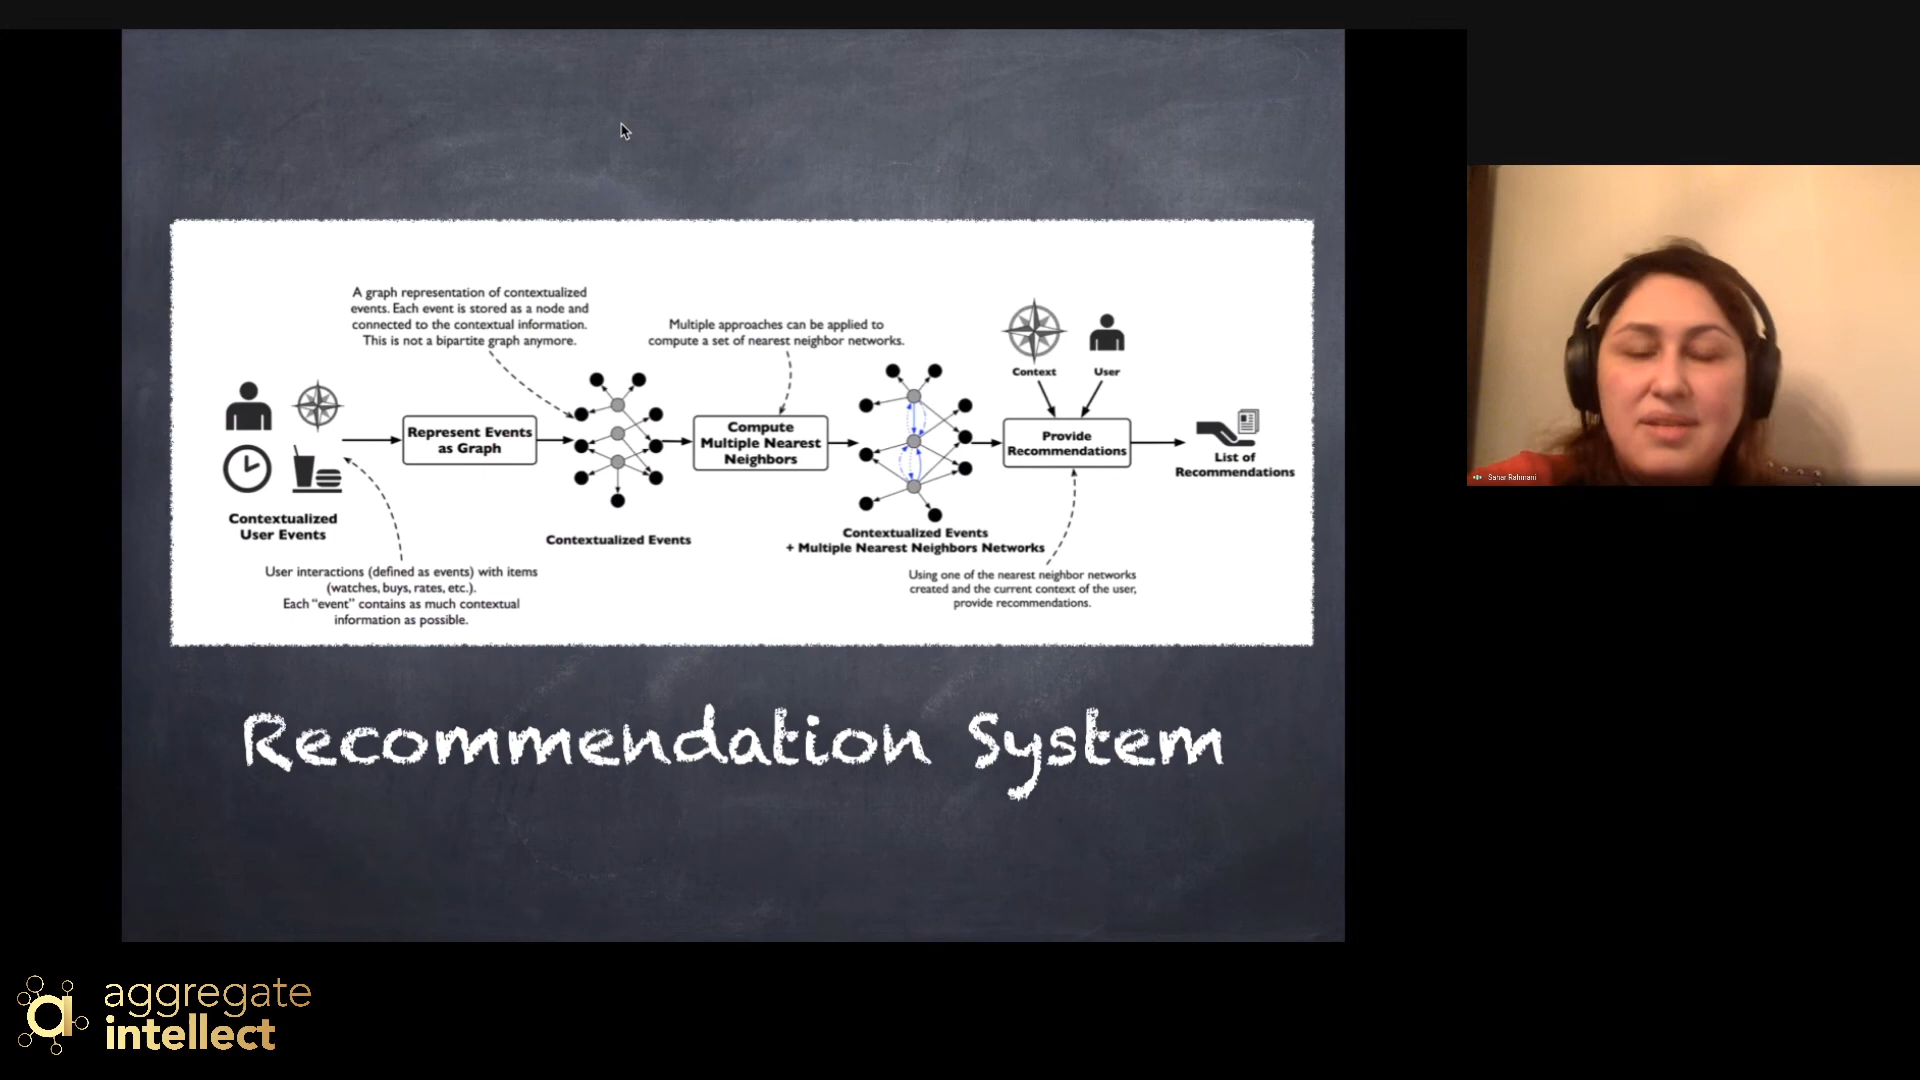 A graph representation of contextualized
events. Each event is stored as a node and
connected to the contextual information.
This is not a bipartite graph anymore.
Multiple approaches can be applied to
compute a set of nearest neighbor networks.
Context
User
Represent Events
as Graph
Compute
Multiple Nearest
Neighbors
Provide
Recommendations
List of
Recommendations
Contextualized
User Events
Contextualized Events
Contextualized Events
+ Multiple Nearest Neighbors Networks
User interactions (defined as events) with items
(watches, buys, rates, etc.).
Each “event” contains as much contextual
information as possible.
Using one of the nearest neighbor networks
created and the current context of the user,
provide recommendations.
Recommendation System
Sahar Rahmani
aggregate
intellect